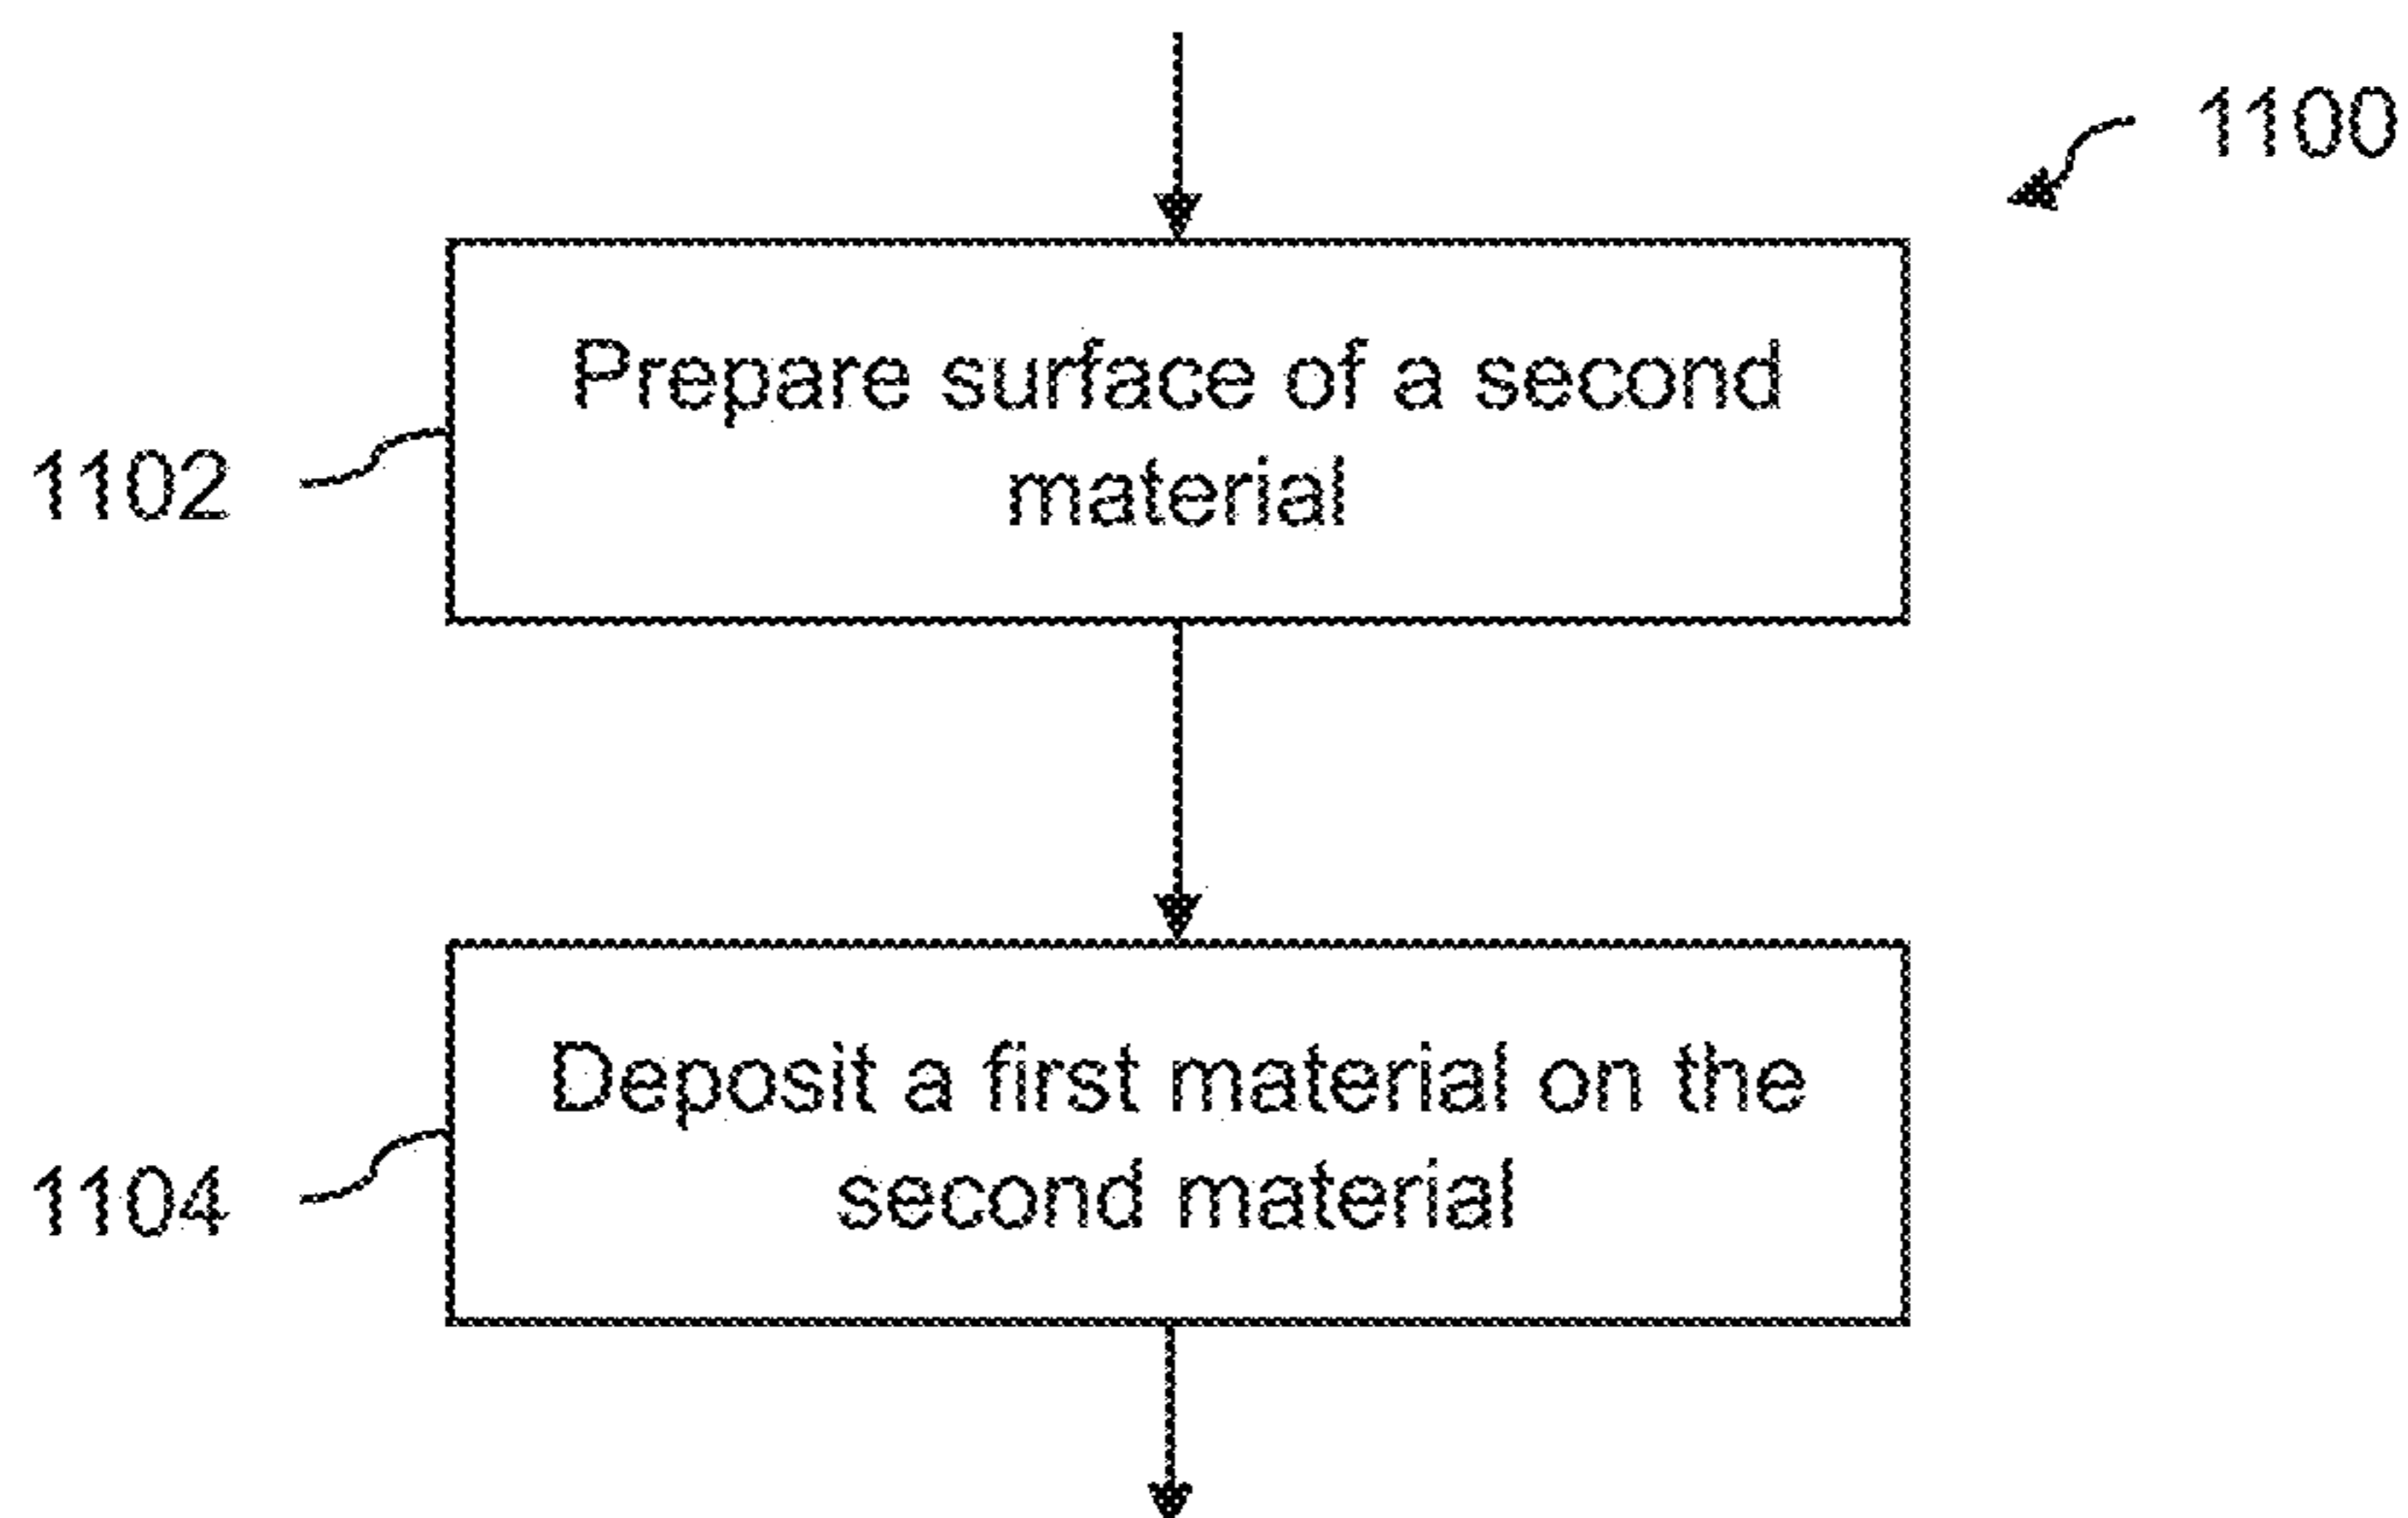 1100
Prepare surface of a second
material
1102
Deposit a first material on the
second material
1104